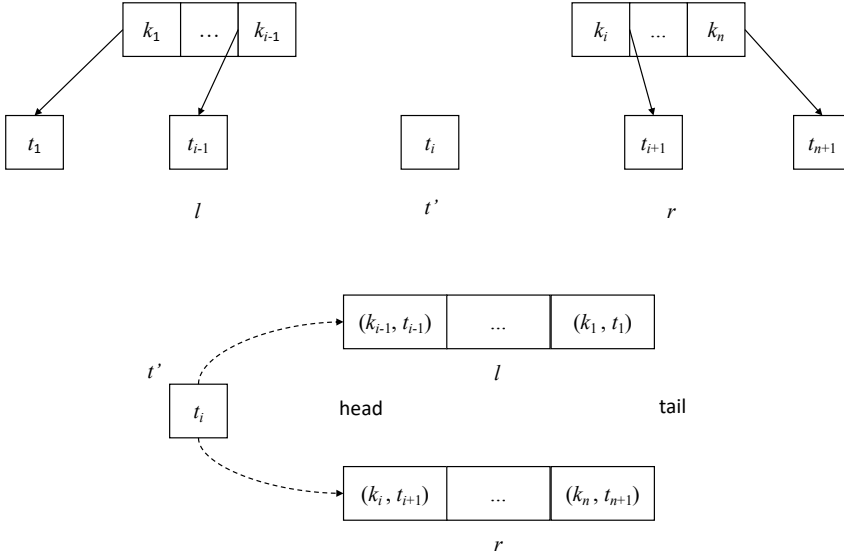 k₁ … kᵢ₋₁ kᵢ ... kₙ
t₁ tᵢ₋₁ tᵢ tᵢ₊₁ tₙ₊₁
l t’ r
(kᵢ₋₁, tᵢ₋₁) ... (k₁ , t₁)
t’ l
tᵢ head tail
(kᵢ , tᵢ₊₁) ... (kₙ , tₙ₊₁)
r